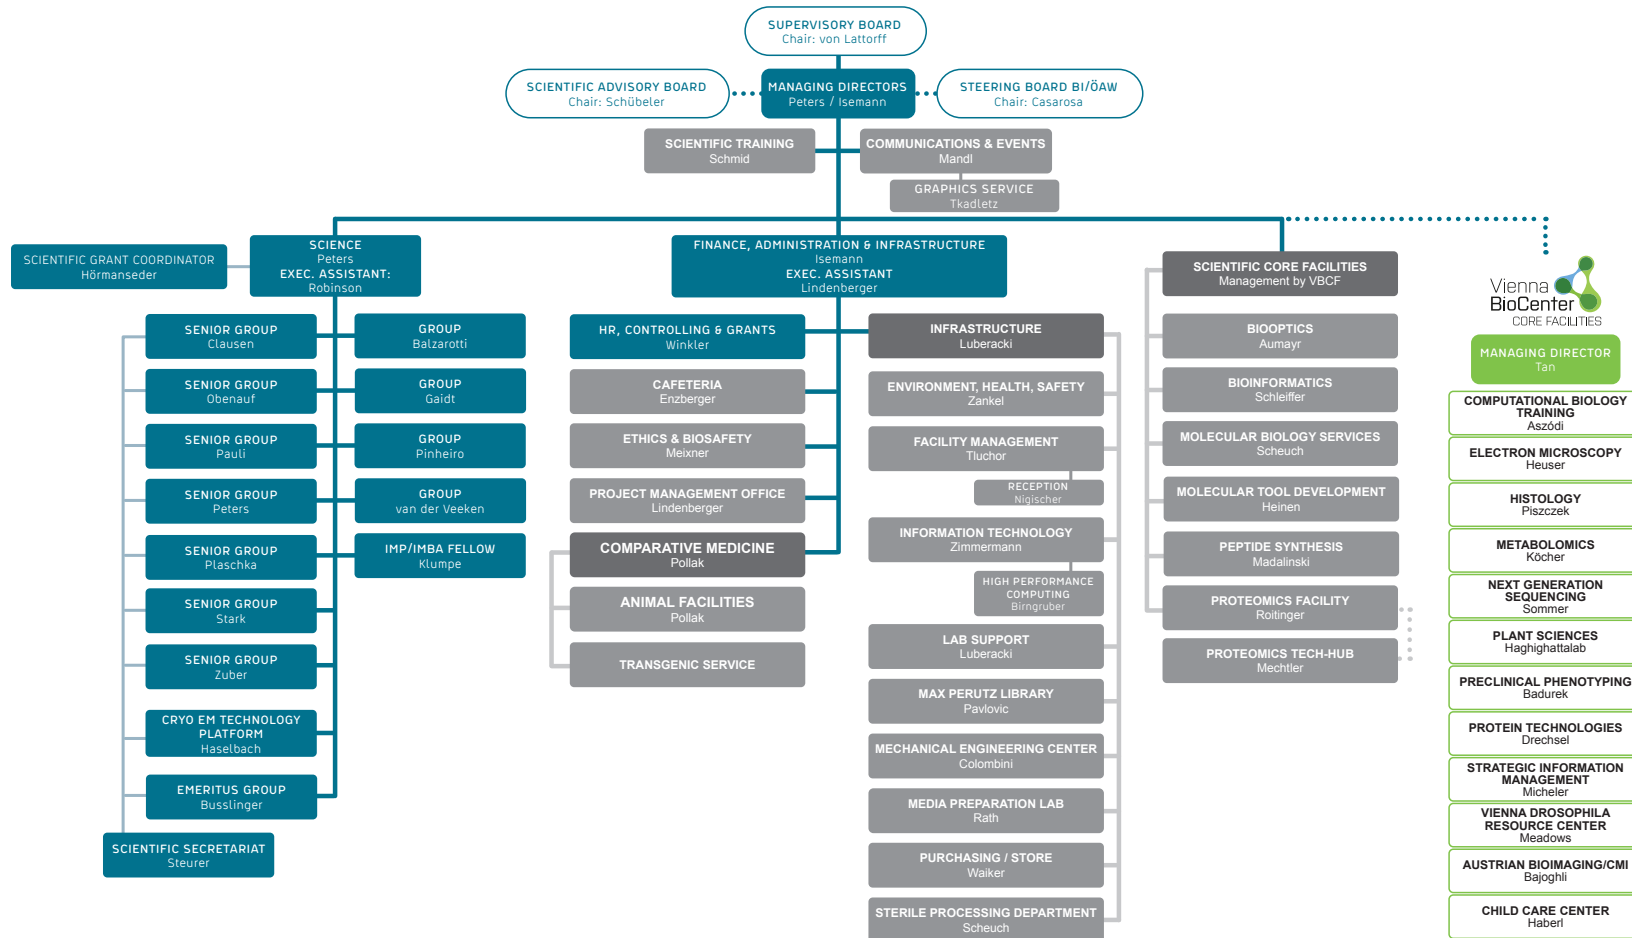 SUPERVISORY BOARD
Chair: von Lattorff
SCIENTIFIC ADVISORY BOARD
Chair: Schübeler
MANAGING DIRECTORS
Peters / Isemann
STEERING BOARD BI/ÖAW
Chair: Casarosa
SCIENTIFIC TRAINING
Schmid
COMMUNICATIONS & EVENTS
Mandl
GRAPHICS SERVICE
Tkadletz
SCIENTIFIC GRANT COORDINATOR
Hörmanseder
SCIENCE
Peters
EXEC. ASSISTANT:
Robinson
SENIOR GROUP
Clausen
GROUP
Balzarotti
SENIOR GROUP
Obenauf
GROUP
Gaidt
SENIOR GROUP
Pauli
GROUP
Pinheiro
SENIOR GROUP
Peters
GROUP
van der Veeken
SENIOR GROUP
Plaschka
IMP/IMBA FELLOW
Klumpe
SENIOR GROUP
Stark
SENIOR GROUP
Zuber
CRYO EM TECHNOLOGY
PLATFORM
Haselbach
EMERITUS GROUP
Busslinger
SCIENTIFIC SECRETARIAT
Steurer
FINANCE, ADMINISTRATION & INFRASTRUCTURE
Isemann
EXEC. ASSISTANT
Lindenberger
HR, CONTROLLING & GRANTS
Winkler
CAFETERIA
Enzberger
ETHICS & BIOSAFETY
Meixner
PROJECT MANAGEMENT OFFICE
Lindenberger
COMPARATIVE MEDICINE
Pollak
ANIMAL FACILITIES
Pollak
TRANSGENIC SERVICE
INFRASTRUCTURE
Luberacki
ENVIRONMENT, HEALTH, SAFETY
Zankel
FACILITY MANAGEMENT
Tluchor
RECEPTION
Nigischer
INFORMATION TECHNOLOGY
Zimmermann
HIGH PERFORMANCE
COMPUTING
Birngruber
LAB SUPPORT
Luberacki
MAX PERUTZ LIBRARY
Pavlovic
MECHANICAL ENGINEERING CENTER
Colombini
MEDIA PREPARATION LAB
Rath
PURCHASING / STORE
Waiker
STERILE PROCESSING DEPARTMENT
Scheuch
SCIENTIFIC CORE FACILITIES
Management by VBCF
BIOOPTICS
Aumayr
BIOINFORMATICS
Schleiffer
MOLECULAR BIOLOGY SERVICES
Scheuch
MOLECULAR TOOL DEVELOPMENT
Heinen
PEPTIDE SYNTHESIS
Madalinski
PROTEOMICS FACILITY
Roitinger
PROTEOMICS TECH-HUB
Mechtler
Vienna
BioCenter
CORE FACILITIES
MANAGING DIRECTOR
Tan
COMPUTATIONAL BIOLOGY
TRAINING
Aszódi
ELECTRON MICROSCOPY
Heuser
HISTOLOGY
Piszczek
METABOLOMICS
Köcher
NEXT GENERATION
SEQUENCING
Sommer
PLANT SCIENCES
Haghighattalab
PRECLINICAL PHENOTYPING
Badurek
PROTEIN TECHNOLOGIES
Drechsel
STRATEGIC INFORMATION
MANAGEMENT
Micheler
VIENNA DROSOPHILA
RESOURCE CENTER
Meadows
AUSTRIAN BIOIMAGING/CMI
Bajoghli
CHILD CARE CENTER
Haberl